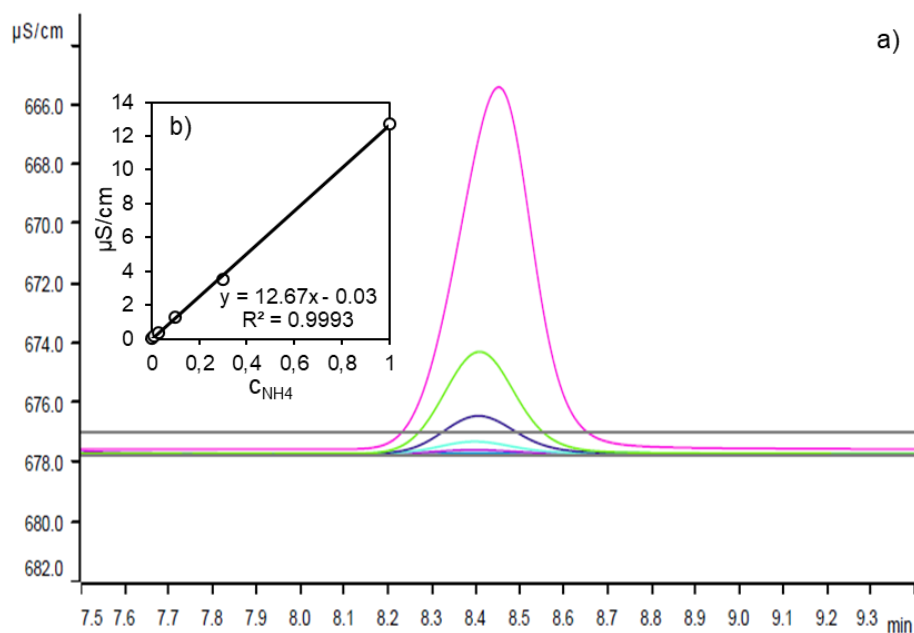 µS/cm
a)
666.0
668.0
670.0
672.0
674.0
676.0
678.0
680.0
682.0
b)
14
12
10
8
6
4
2
0
µS/cm
y = 12.67x - 0.03
R² = 0.9993
0 0,2 0,4 0,6 0,8 1
cNH4
7.5 7.6 7.7 7.8 7.9 8.0 8.1 8.2 8.3 8.4 8.5 8.6 8.7 8.8 8.9 9.0 9.1 9.2 9.3 min